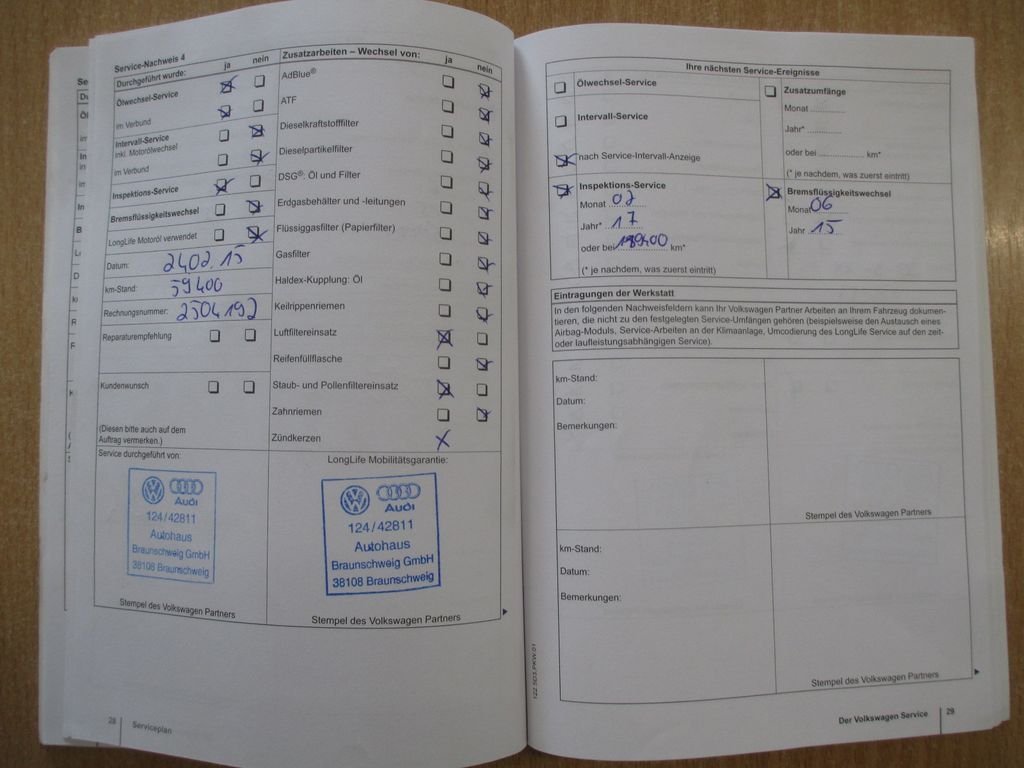 Service-Nachweis 4
Durchgeführt wurde: ja nein
Ölwechsel-Service
im Verbund
Intervall-Service
inkl. Motorölwechsel
im Verbund
Inspektions-Service
Bremsflüssigkeitswechsel
LongLife Motoröl verwendet
Datum: 2402.15
km-Stand: 59400
Rechnungsnummer: 2504192
Reparaturempfehlung
Kundenwunsch
(Diesen bitte auch auf dem
Auftrag vermerken.)
Zusatzarbeiten – Wechsel von: ja nein
AdBlue®
ATF
Dieselkraftstofffilter
Dieselpartikelfilter
DSG®: Öl und Filter
Erdgasbehälter und -leitungen
Flüssiggasfilter (Papierfilter)
Gasfilter
Haldex-Kupplung: Öl
Keilrippenriemen
Luftfiltereinsatz
Reifenfüllflasche
Staub- und Pollenfiltereinsatz
Zahnriemen
Zündkerzen
Service durchgeführt von:
Audi
124/42811
Autohaus
Braunschweig GmbH
38108 Braunschweig
Stempel des Volkswagen Partners
LongLife Mobilitätsgarantie:
Audi
124/42811
Autohaus
Braunschweig GmbH
38108 Braunschweig
Stempel des Volkswagen Partners
28 Serviceplan
Ihre nächsten Service-Ereignisse
Ölwechsel-Service
Intervall-Service
nach Service-Intervall-Anzeige
Zusatzumfänge
Monat
Jahr*
oder bei km*
(* je nachdem, was zuerst eintritt)
Inspektions-Service
Monat 02
Jahr* 17
oder bei km*
(* je nachdem, was zuerst eintritt)
Bremsflüssigkeitswechsel
Monat 06
Jahr 15
Eintragungen der Werkstatt
In den folgenden Nachweisfeldern kann Ihr Volkswagen Partner Arbeiten an Ihrem Fahrzeug dokumen-
tieren, die nicht zu den festgelegten Service-Umfängen gehören (beispielsweise den Austausch eines
Airbag-Moduls, Service-Arbeiten an der Klimaanlage, Umcodierung des LongLife Service auf den zeit-
oder laufleistungsabhängigen Service).
km-Stand:
Datum:
Bemerkungen:
Stempel des Volkswagen Partners
km-Stand:
Datum:
Bemerkungen:
Stempel des Volkswagen Partners
Der Volkswagen Service 29